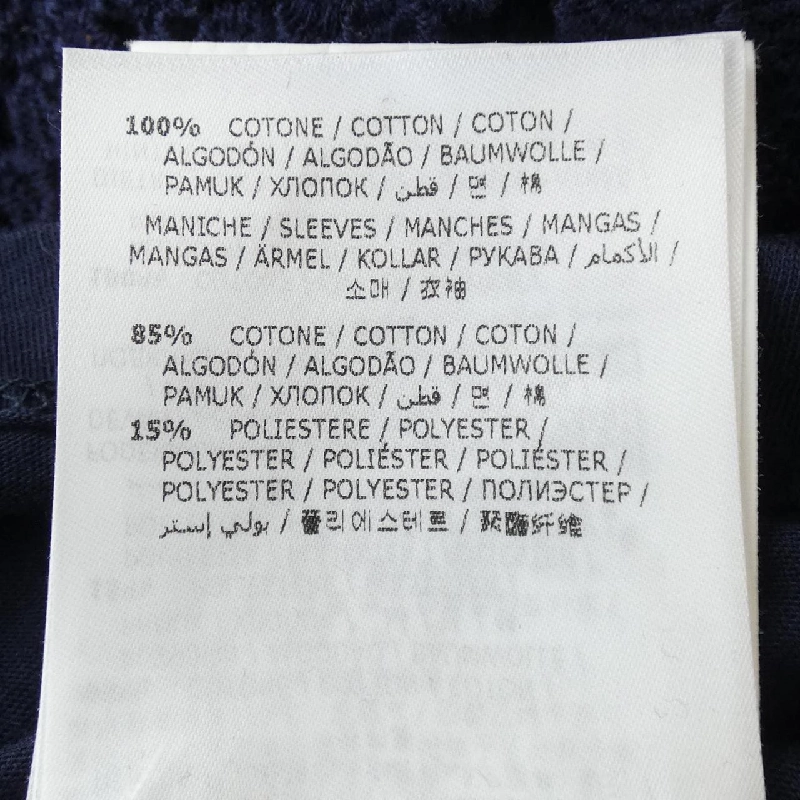 100% COTONE / COTTON / COTON /
ALGODÓN / ALGODÃO / BAUMWOLLE /
PAMUK / ХЛОПОК / قطن / 면 / 棉
MANICHE / SLEEVES / MANCHES / MANGAS /
MANGAS / ÄRMEL / KOLLAR / РУКАВА / الأكمام /
소매 / 衣袖
85% COTONE / COTTON / COTON /
ALGODÓN / ALGODÃO / BAUMWOLLE /
PAMUK / ХЛОПОК / قطن / 면 / 棉
15% POLIESTERE / POLYESTER /
POLYESTER / POLIÉSTER / POLIÉSTER /
POLYESTER / POLYESTER / ПОЛИЭСТЕР /
بولي إستر / 폴리에스테르 / 聚酯纤维